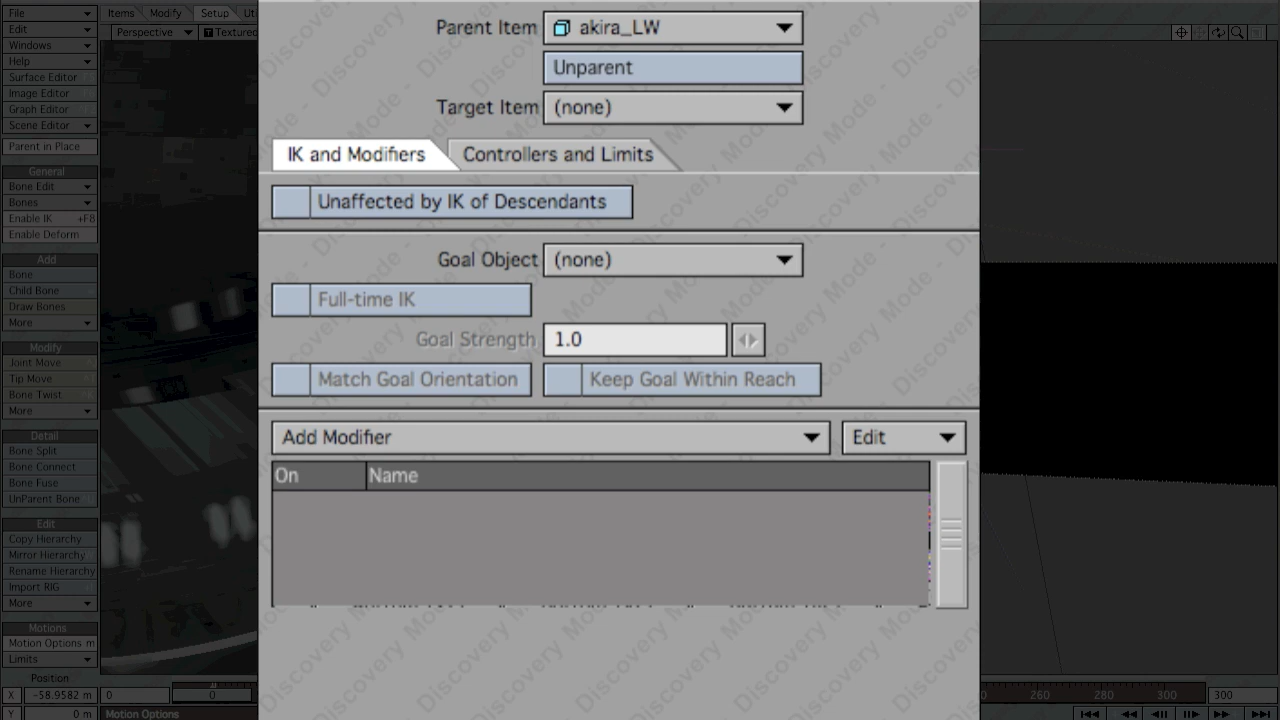 File
Edit
Windows
Help
Surface Editor
Image Editor
Graph Editor
Scene Editor
Parent in Place
General
Bone Edit
Bones
Enable IK +F8
Enable Deform
Add
Bone
Child Bone
Draw Bones
More
Modify
Joint Move
Tip Move
Bone Twist
More
Detail
Bone Split
Bone Connect
Bone Fuse
UnParent Bone
Edit
Copy Hierarchy
Mirror Hierarchy
Rename Hierarchy
Import RIG
More
Motions
Motion Options m
Limits
Position
X -58.9582 m
Y 0 m
Items Modify Setup
Perspective Textured
Parent Item akira_LW
Unparent
Target Item (none)
IK and Modifiers Controllers and Limits
Unaffected by IK of Descendants
Goal Object (none)
Full-time IK
Goal Strength 1.0
Match Goal Orientation Keep Goal Within Reach
Add Modifier Edit
On Name
Discovery Mode -
0 0 260 280 300 300
Motion Options